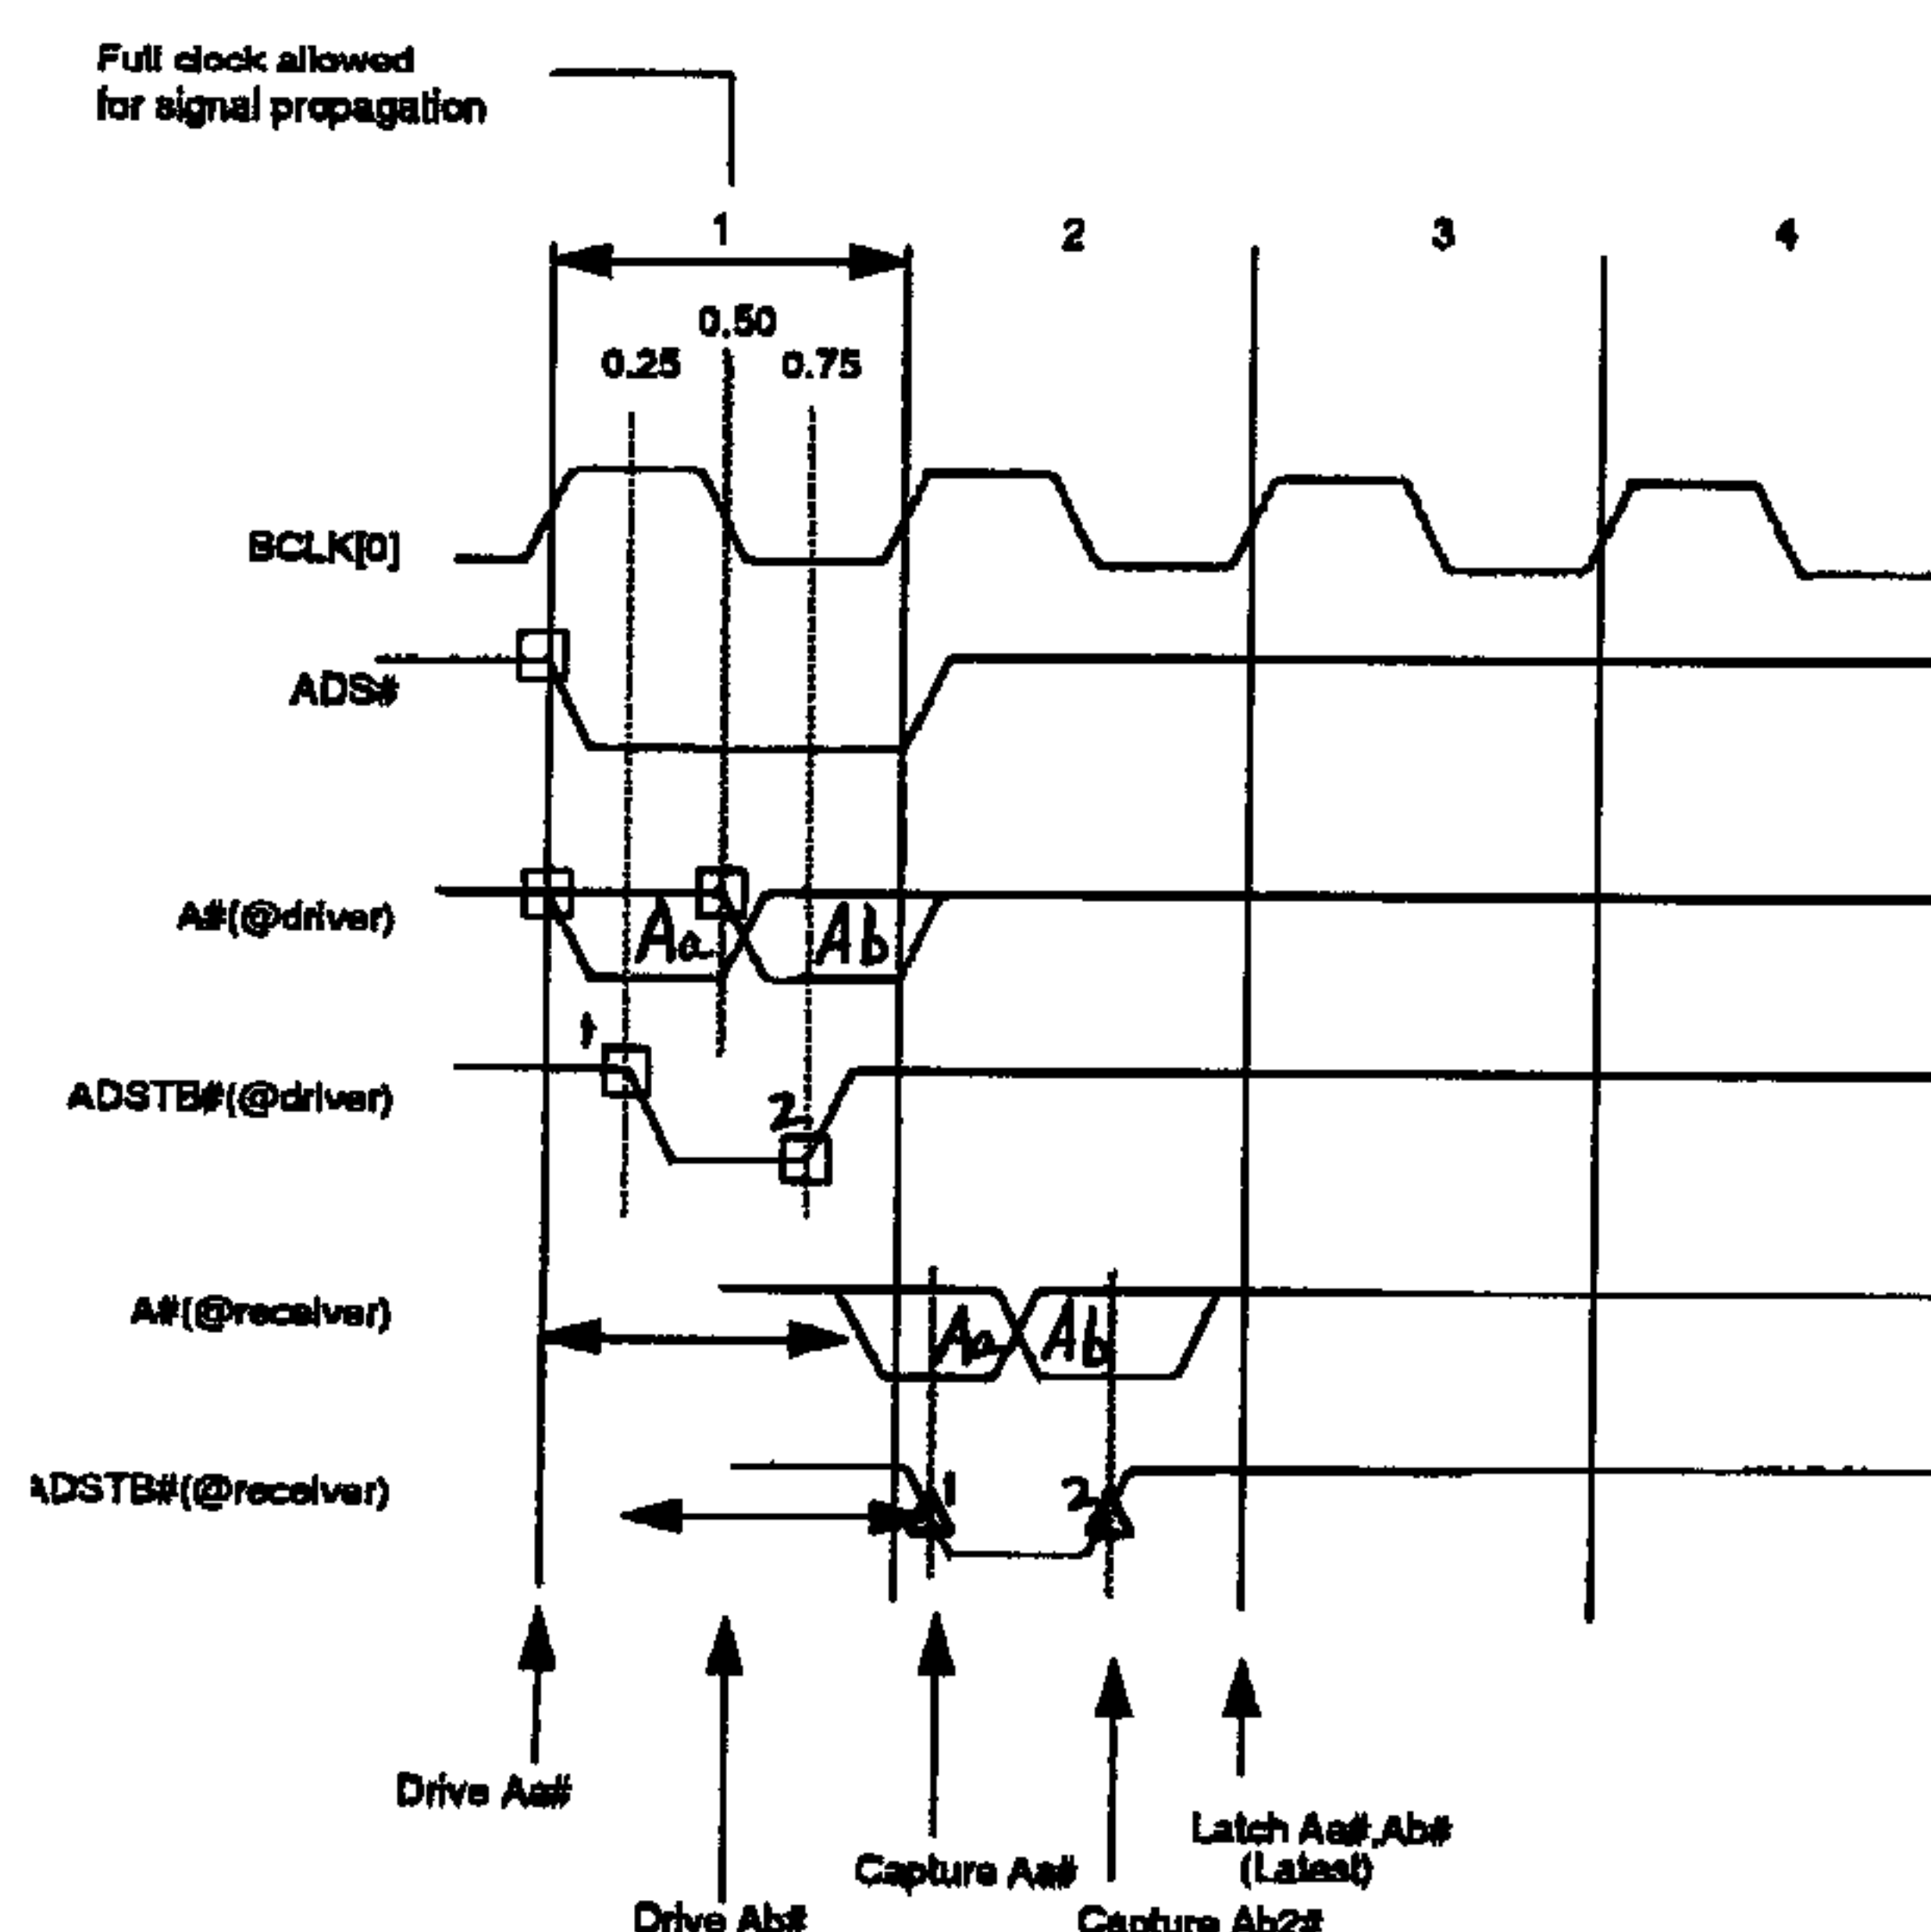 Full clock allowed
for signal propagation
1 2 3 4
0.50
0.25 0.75
BCLK[0]
ADS#
A#(@driver)
Aa Ab
1
ADSTB#(@driver)
2
A#(@receiver)
Aa Ab
ADSTB#(@receiver)
1 2
Drive Aa#
Latch Aa#,Ab#
Capture Aa#
(Latest)
Drive Ab#
Capture Ab2#